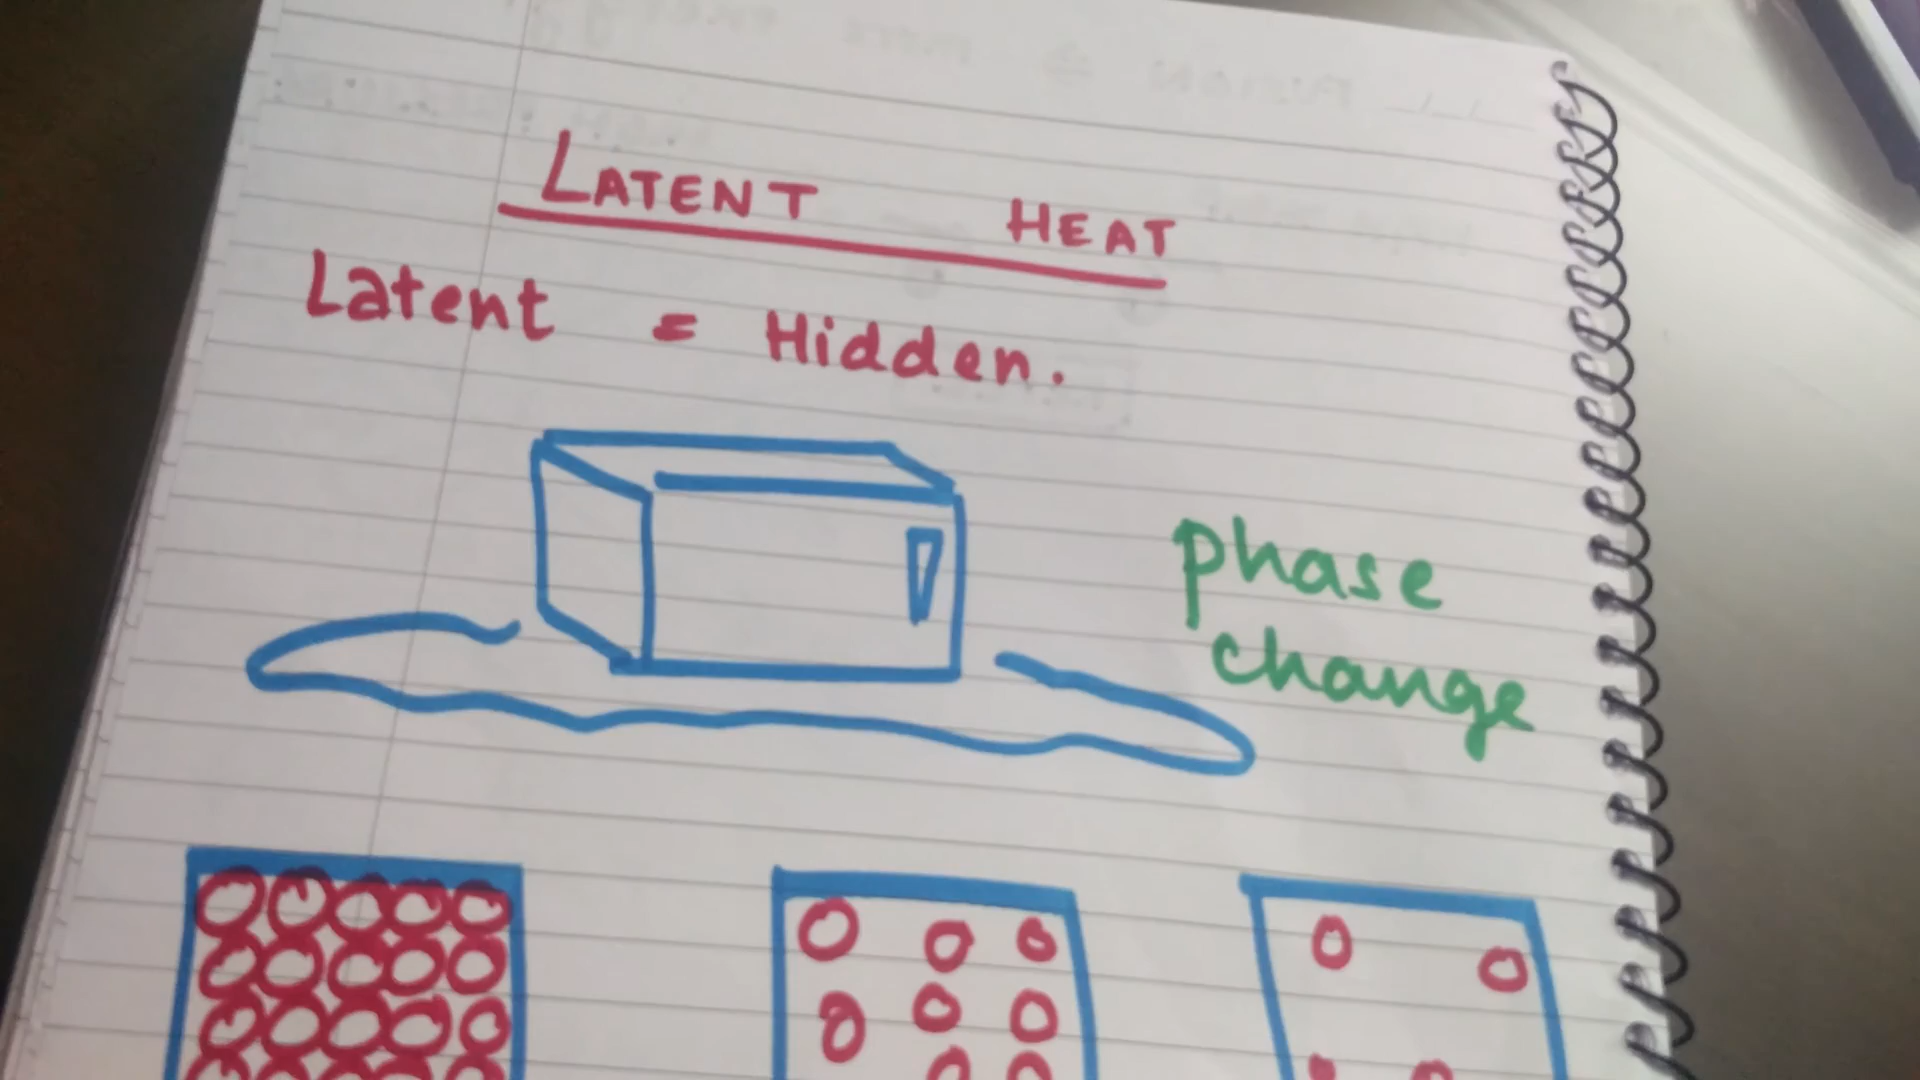 LATENT HEAT
Latent = Hidden.
phase
change